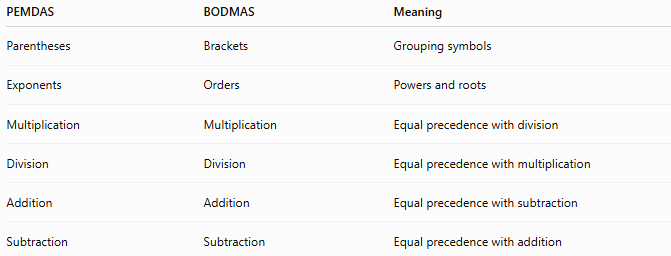 PEMDAS BODMAS Meaning
Parentheses Brackets Grouping symbols
Exponents Orders Powers and roots
Multiplication Multiplication Equal precedence with division
Division Division Equal precedence with multiplication
Addition Addition Equal precedence with subtraction
Subtraction Subtraction Equal precedence with addition